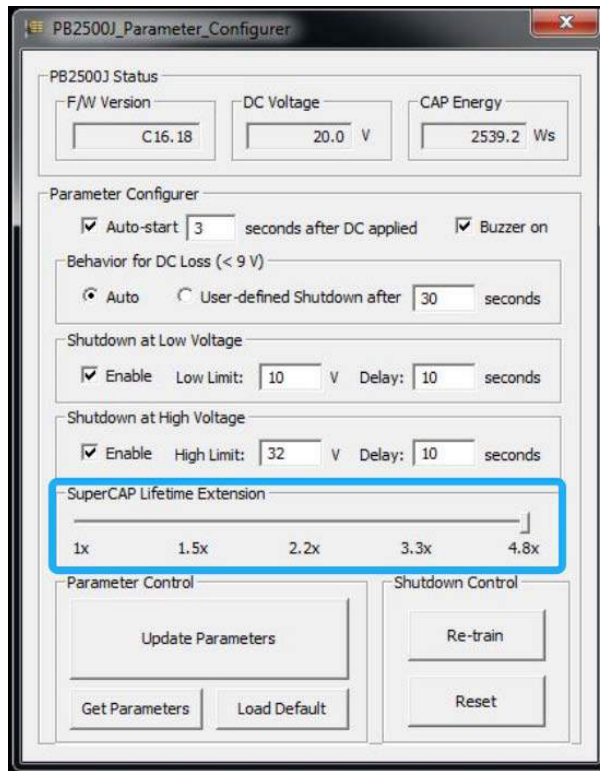 PB2500J_Parameter_Configurer
PB2500J Status
F/W Version DC Voltage CAP Energy
C16.18 20.0 V 2539.2 Ws
Parameter Configurer
Auto-start 3 seconds after DC applied Buzzer on
Behavior for DC Loss (< 9 V)
Auto User-defined Shutdown after 30 seconds
Shutdown at Low Voltage
Enable Low Limit: 10 V Delay: 10 seconds
Shutdown at High Voltage
Enable High Limit: 32 V Delay: 10 seconds
SuperCAP Lifetime Extension
1x 1.5x 2.2x 3.3x 4.8x
Parameter Control Shutdown Control
Update Parameters Re-train
Get Parameters Load Default Reset